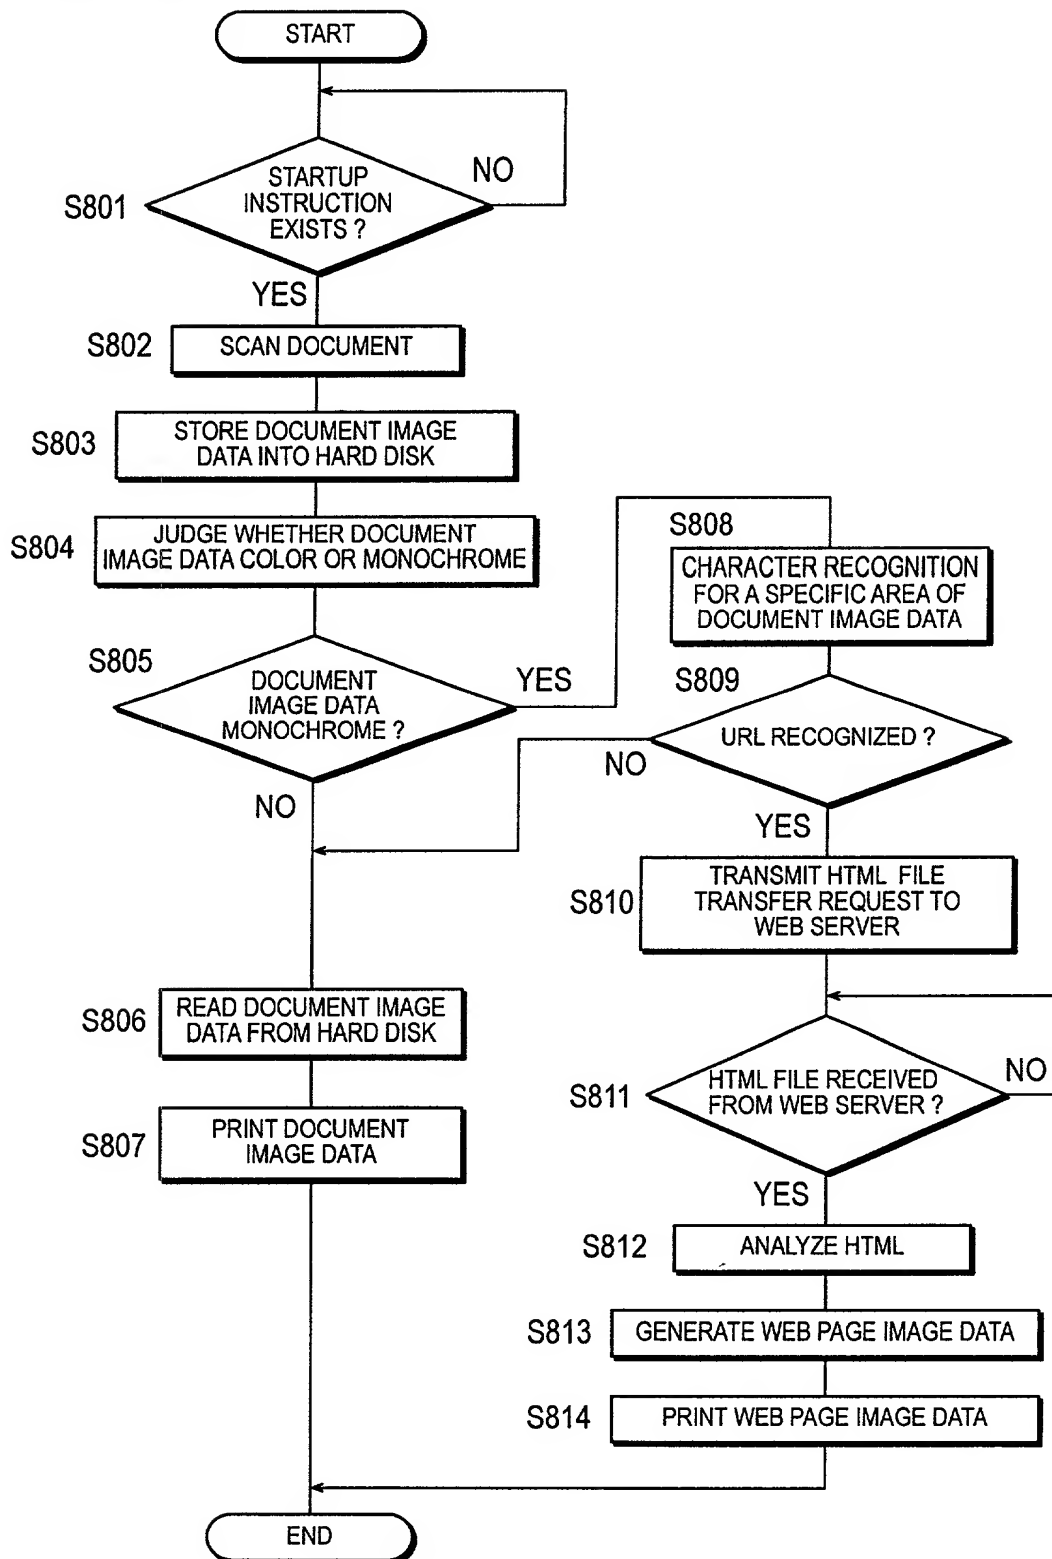 START
S801
STARTUP
INSTRUCTION
EXISTS ?
NO
YES
S802
SCAN DOCUMENT
S803
STORE DOCUMENT IMAGE
DATA INTO HARD DISK
S804
JUDGE WHETHER DOCUMENT
IMAGE DATA COLOR OR MONOCHROME
S805
DOCUMENT
IMAGE DATA
MONOCHROME ?
YES
NO
S806
READ DOCUMENT IMAGE
DATA FROM HARD DISK
S807
PRINT DOCUMENT
IMAGE DATA
S808
CHARACTER RECOGNITION
FOR A SPECIFIC AREA OF
DOCUMENT IMAGE DATA
S809
URL RECOGNIZED ?
NO
YES
S810
TRANSMIT HTML FILE
TRANSFER REQUEST TO
WEB SERVER
S811
HTML FILE RECEIVED
FROM WEB SERVER ?
NO
YES
S812
ANALYZE HTML
S813
GENERATE WEB PAGE IMAGE DATA
S814
PRINT WEB PAGE IMAGE DATA
END